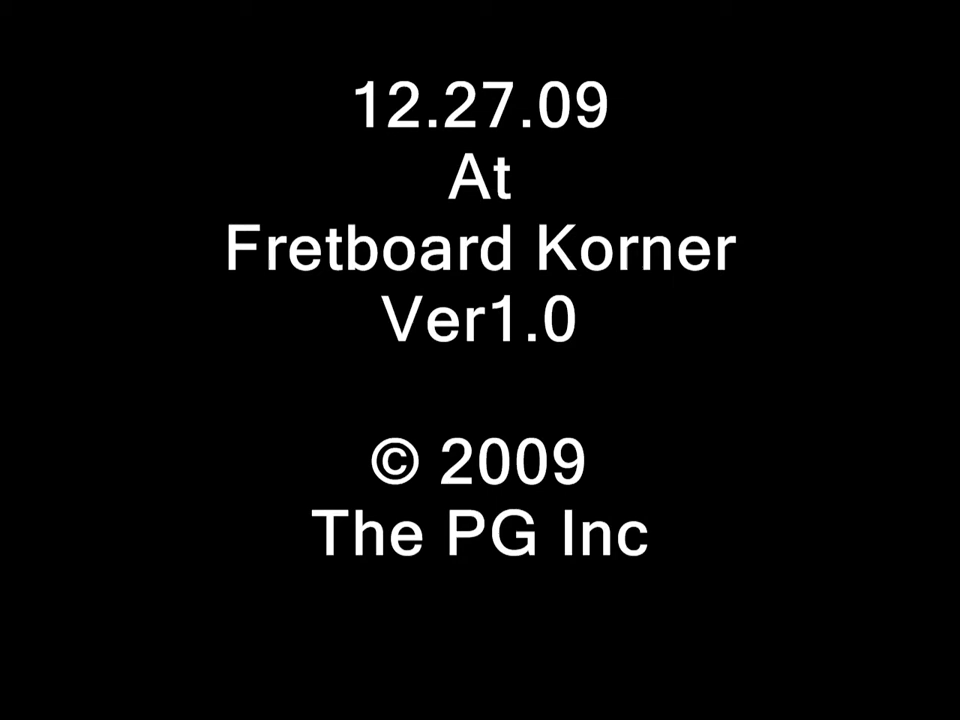 12.27.09
At
Fretboard Korner
Ver1.0
© 2009
The PG Inc